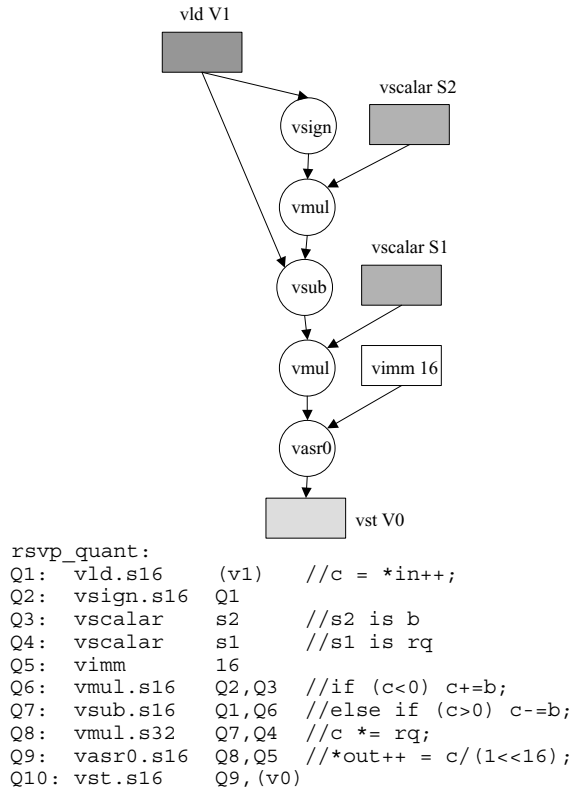 vld V1
vscalar S2
vsign
vmul
vscalar S1
vsub
vmul
vimm 16
vasr0
vst V0
rsvp_quant:
Q1: vld.s16 (v1) //c = *in++;
Q2: vsign.s16 Q1
Q3: vscalar s2 //s2 is b
Q4: vscalar s1 //s1 is rq
Q5: vimm 16
Q6: vmul.s16 Q2,Q3 //if (c<0) c+=b;
Q7: vsub.s16 Q1,Q6 //else if (c>0) c-=b;
Q8: vmul.s32 Q7,Q4 //c *= rq;
Q9: vasr0.s16 Q8,Q5 //*out++ = c/(1<<16);
Q10: vst.s16 Q9,(v0)